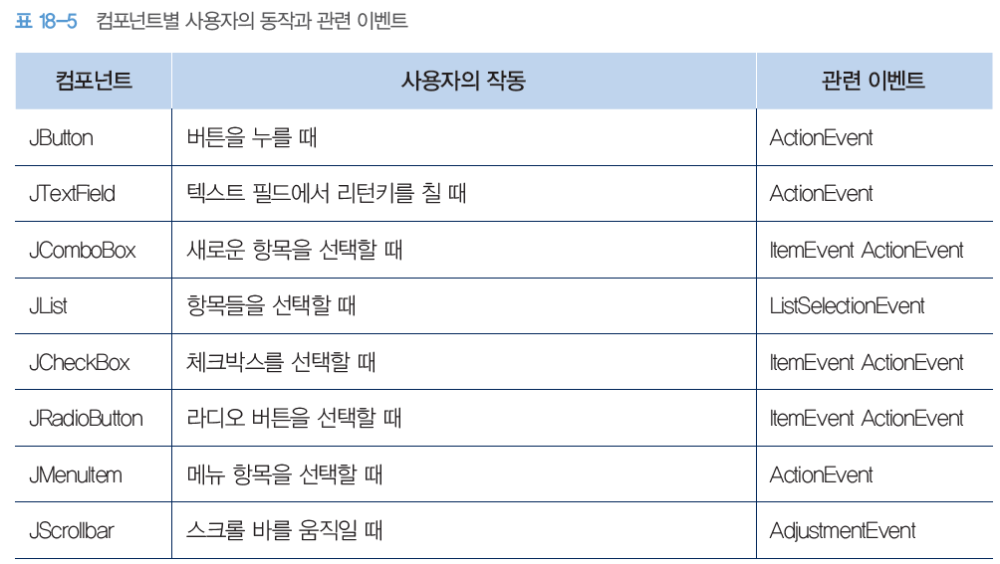 표 18-5 컴포넌트별 사용자의 동작과 관련 이벤트
컴포넌트 사용자의 작동 관련 이벤트
JButton 버튼을 누를 때 ActionEvent
JTextField 텍스트 필드에서 리턴키를 칠 때 ActionEvent
JComboBox 새로운 항목을 선택할 때 ItemEvent ActionEvent
JList 항목들을 선택할 때 ListSelectionEvent
JCheckBox 체크박스를 선택할 때 ItemEvent ActionEvent
JRadioButton 라디오 버튼을 선택할 때 ItemEvent ActionEvent
JMenuItem 메뉴 항목을 선택할 때 ActionEvent
JScrollbar 스크롤 바를 움직일 때 AdjustmentEvent